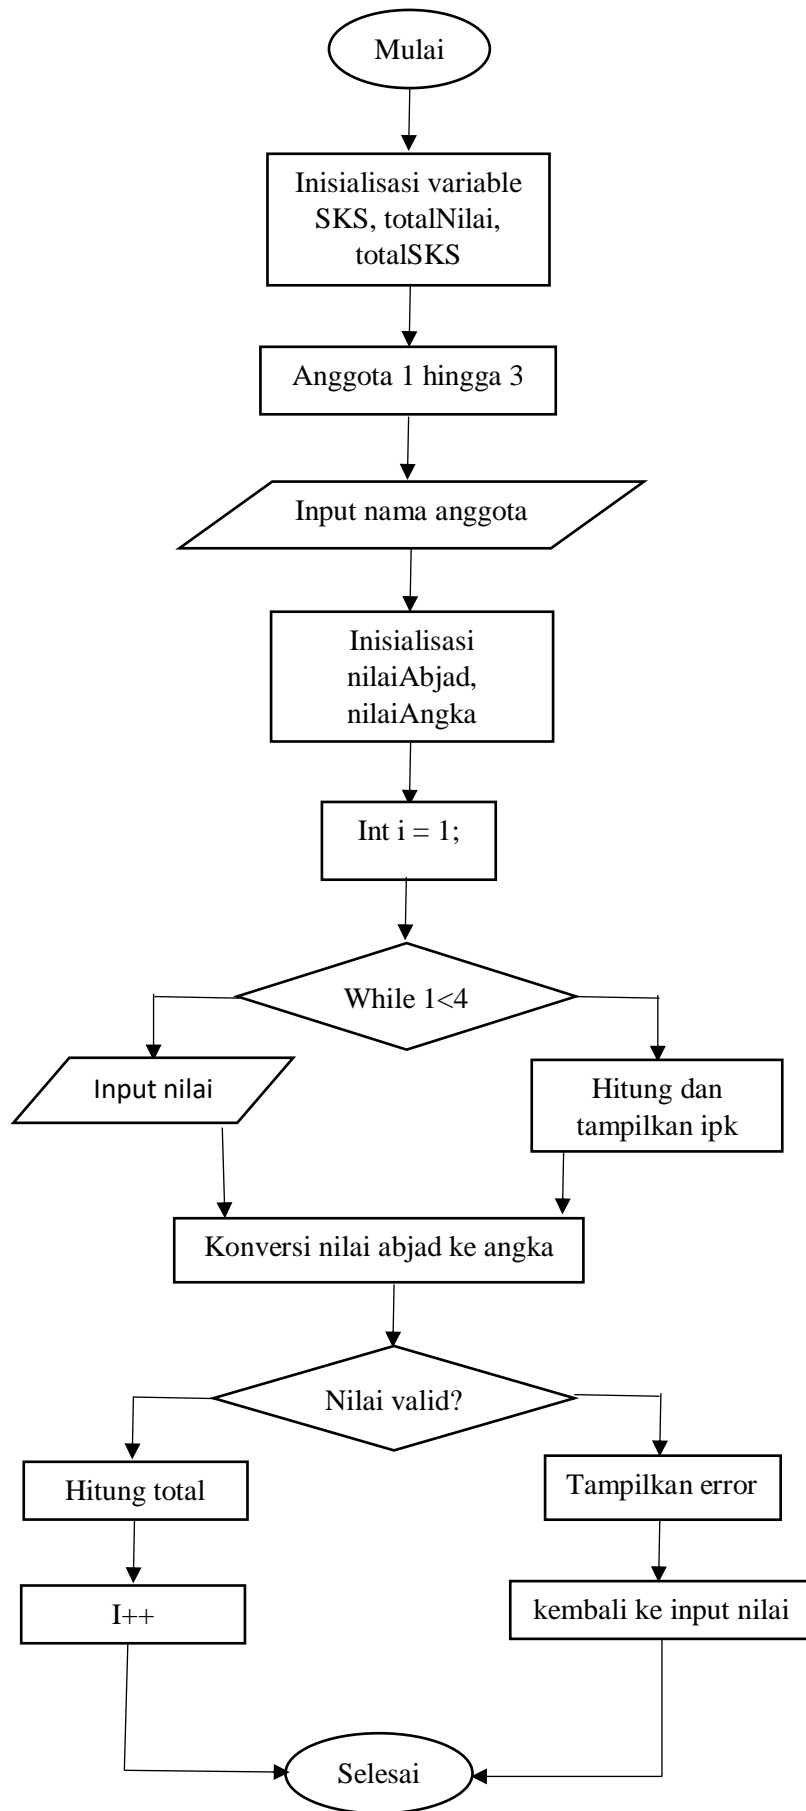 Mulai
Inisialisasi variable
SKS, totalNilai,
totalSKS
Anggota 1 hingga 3
Input nama anggota
Inisialisasi
nilaiAbjad,
nilaiAngka
Int i = 1;
While 1<4
Input nilai
Hitung dan
tampilkan ipk
Konversi nilai abjad ke angka
Nilai valid?
Hitung total
Tampilkan error
I++
kembali ke input nilai
Selesai